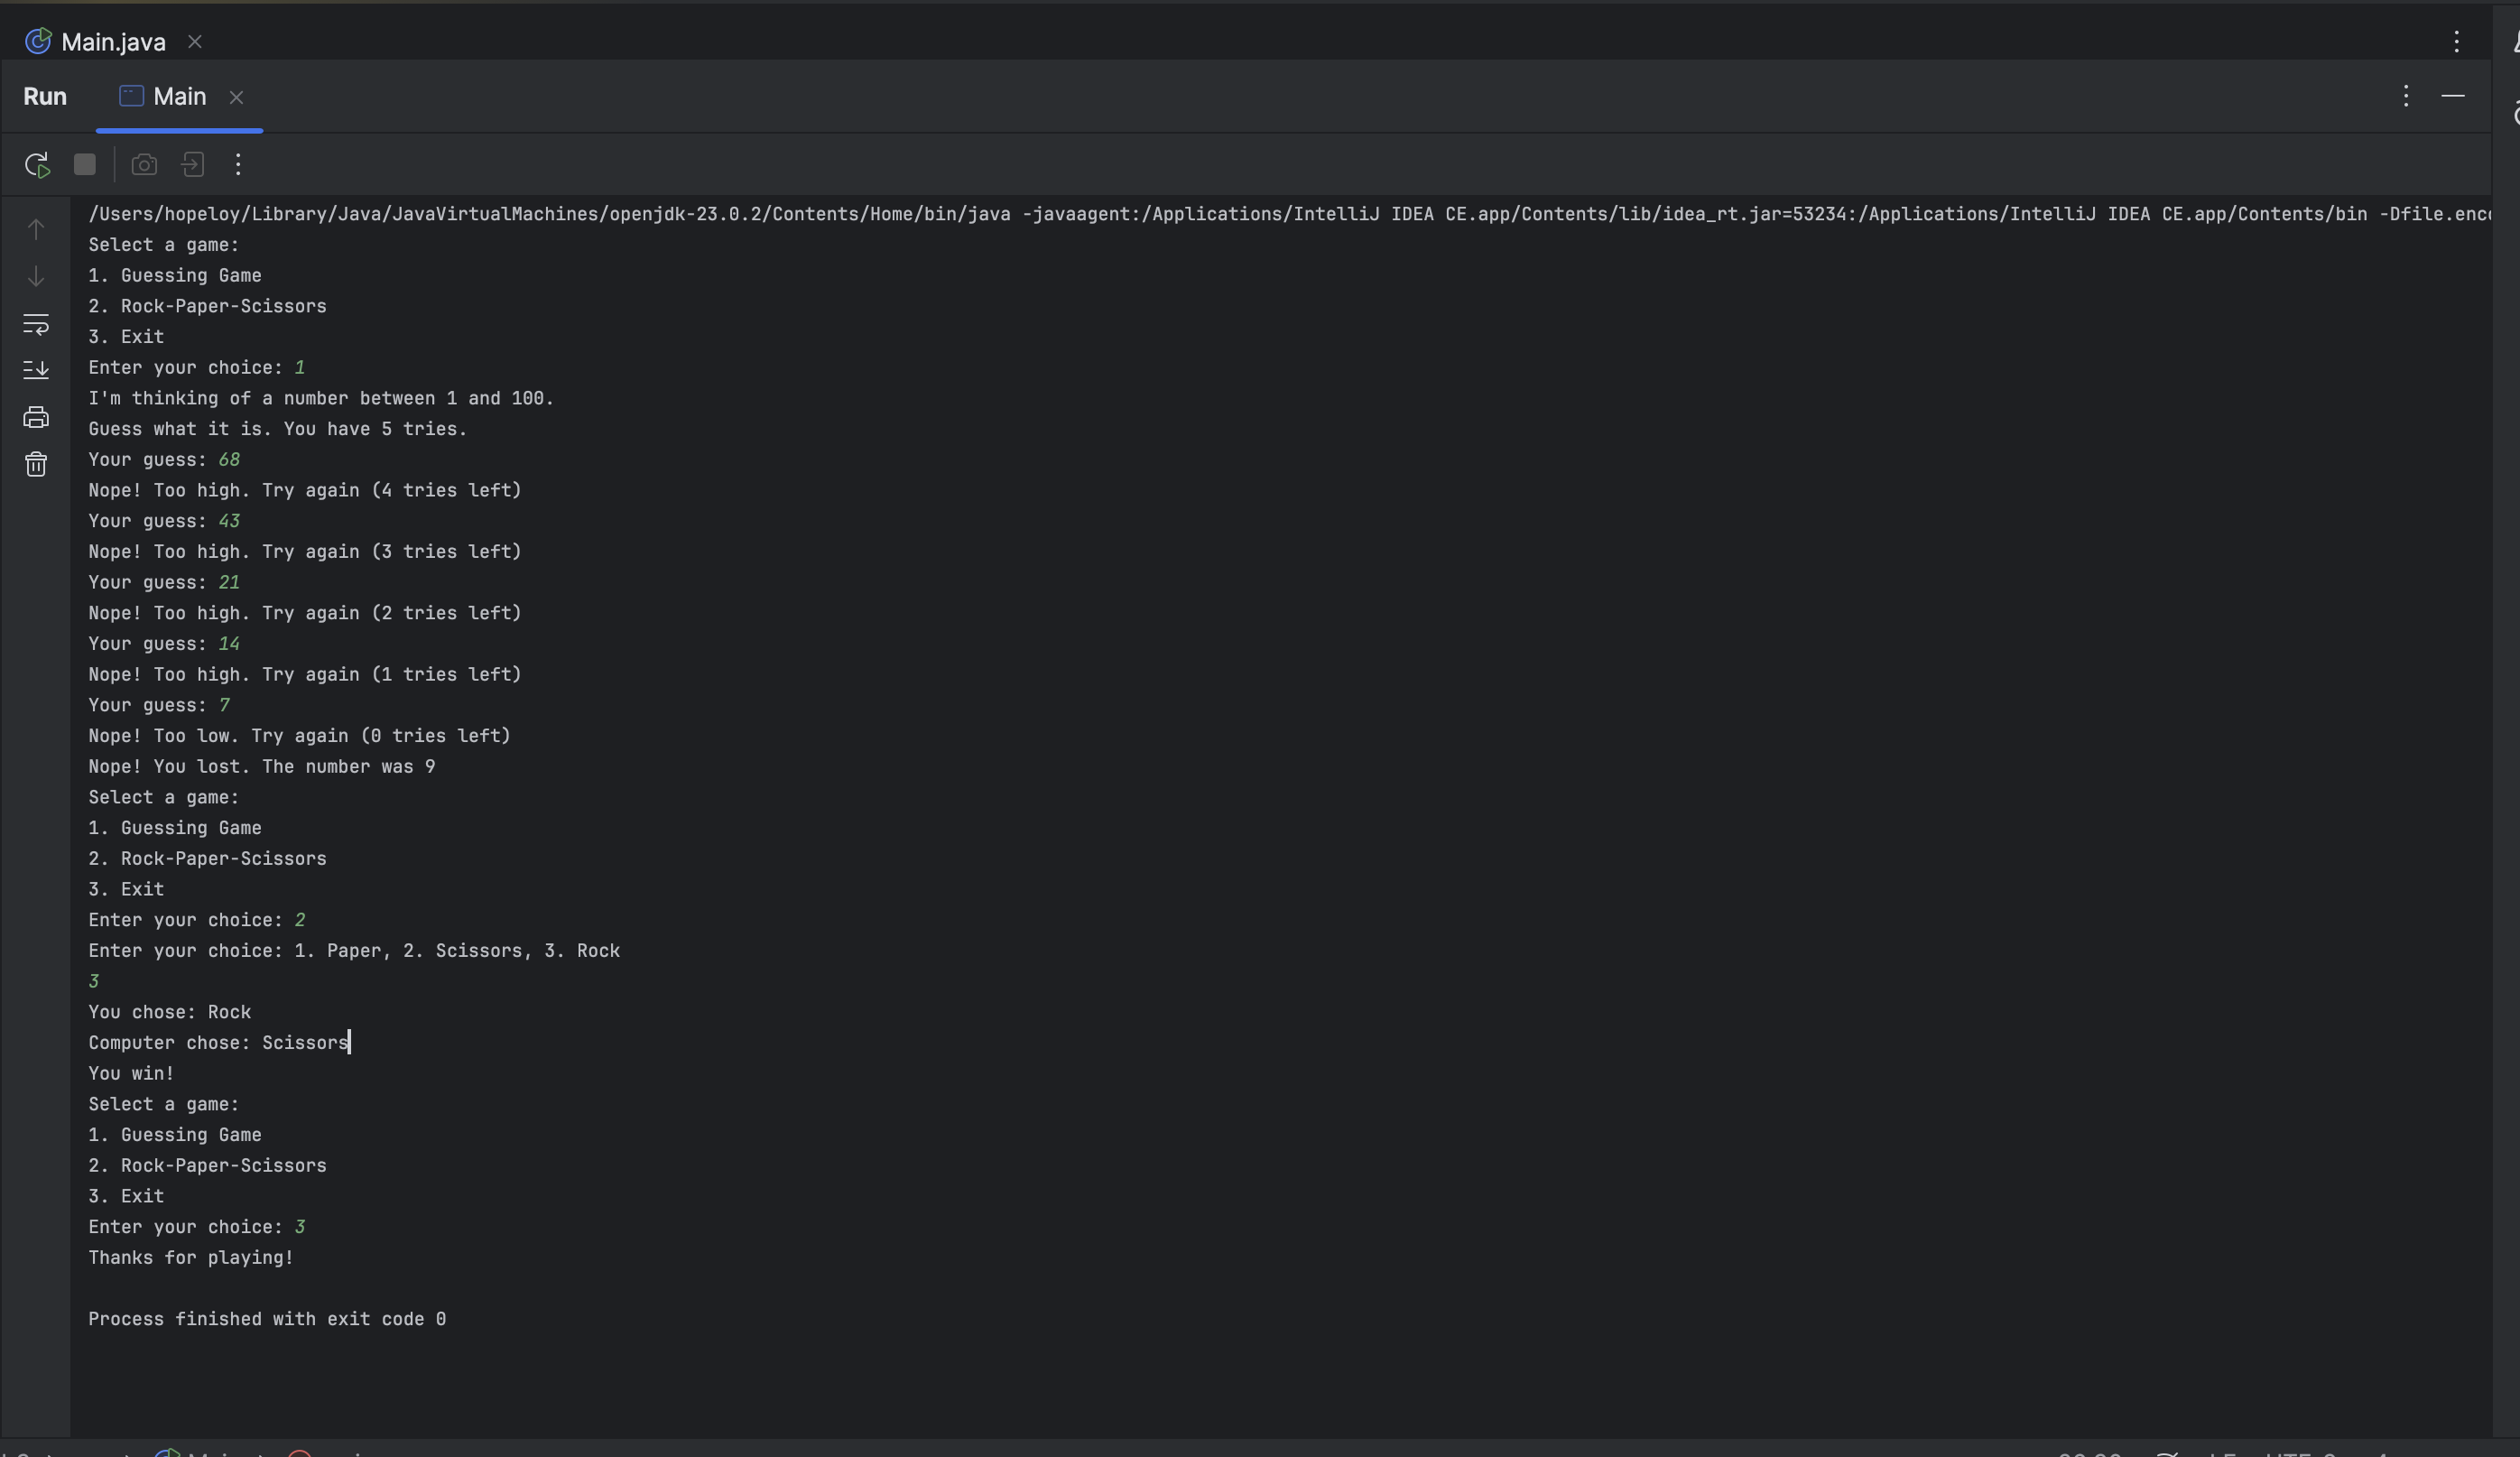 Main.java
Run Main
/Users/hopeloy/Library/Java/JavaVirtualMachines/openjdk-23.0.2/Contents/Home/bin/java -javaagent:/Applications/IntelliJ IDEA CE.app/Contents/lib/idea_rt.jar=53234:/Applications/IntelliJ IDEA CE.app/Contents/bin -Dfile.enc
Select a game:
1. Guessing Game
2. Rock-Paper-Scissors
3. Exit
Enter your choice: 1
I'm thinking of a number between 1 and 100.
Guess what it is. You have 5 tries.
Your guess: 68
Nope! Too high. Try again (4 tries left)
Your guess: 43
Nope! Too high. Try again (3 tries left)
Your guess: 21
Nope! Too high. Try again (2 tries left)
Your guess: 14
Nope! Too high. Try again (1 tries left)
Your guess: 7
Nope! Too low. Try again (0 tries left)
Nope! You lost. The number was 9
Select a game:
1. Guessing Game
2. Rock-Paper-Scissors
3. Exit
Enter your choice: 2
Enter your choice: 1. Paper, 2. Scissors, 3. Rock
3
You chose: Rock
Computer chose: Scissors
You win!
Select a game:
1. Guessing Game
2. Rock-Paper-Scissors
3. Exit
Enter your choice: 3
Thanks for playing!
Process finished with exit code 0